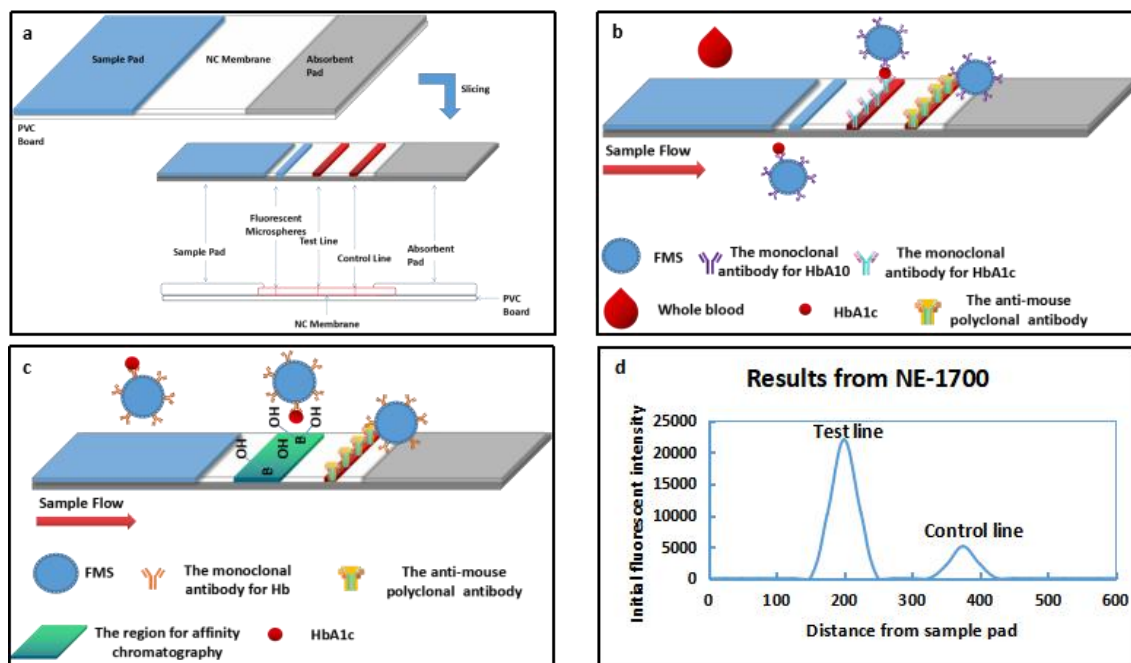 a
Sample Pad
NC Membrane
Absorbent
Pad
Slicing
PVC
Board
Fluorescent
Microspheres
Test Line
Sample Pad
Control Line
Absorbent
Pad
PVC
Board
NC Membrane
b
Sample Flow
FMS
The monoclonal
antibody for HbA10
The monoclonal
antibody for HbA1c
Whole blood
HbA1c
The anti-mouse
polyclonal antibody
c
OH
B
OH
OH
B
OH
Sample Flow
FMS
The monoclonal
antibody for Hb
The anti-mouse
polyclonal antibody
The region for affinity
chromatography
HbA1c
d
Results from NE-1700
Initial fluorescent intensity
25000
20000
15000
10000
5000
0
Test line
Control line
0 100 200 300 400 500 600
Distance from sample pad